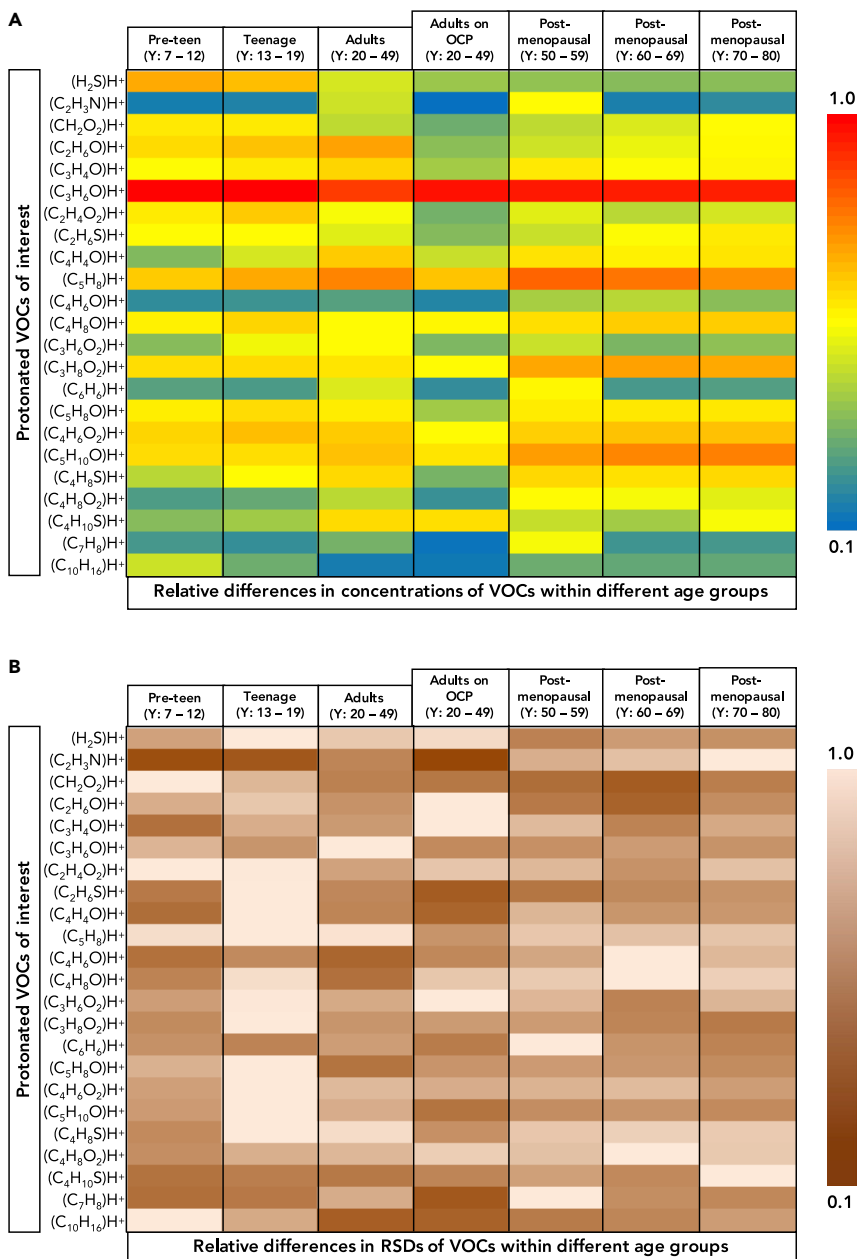 A
Pre-teen
(Y: 7 – 12)
Teenage
(Y: 13 – 19)
Adults
(Y: 20 – 49)
Adults on
OCP
(Y: 20 – 49)
Post-
menopausal
(Y: 50 – 59)
Post-
menopausal
(Y: 60 – 69)
Post-
menopausal
(Y: 70 – 80)
Protonated VOCs of interest
(H₂S)H⁺
(C₂H₃N)H⁺
(CH₂O₂)H⁺
(C₂H₆O)H⁺
(C₃H₄O)H⁺
(C₃H₆O)H⁺
(C₂H₄O₂)H⁺
(C₂H₆S)H⁺
(C₄H₄O)H⁺
(C₅H₈)H⁺
(C₄H₆O)H⁺
(C₄H₈O)H⁺
(C₃H₆O₂)H⁺
(C₃H₈O₂)H⁺
(C₆H₆)H⁺
(C₅H₈O)H⁺
(C₄H₆O₂)H⁺
(C₅H₁₀O)H⁺
(C₄H₈S)H⁺
(C₄H₈O₂)H⁺
(C₄H₁₀S)H⁺
(C₇H₈)H⁺
(C₁₀H₁₆)H⁺
1.0
0.1
Relative differences in concentrations of VOCs within different age groups
B
Pre-teen
(Y: 7 – 12)
Teenage
(Y: 13 – 19)
Adults
(Y: 20 – 49)
Adults on
OCP
(Y: 20 – 49)
Post-
menopausal
(Y: 50 – 59)
Post-
menopausal
(Y: 60 – 69)
Post-
menopausal
(Y: 70 – 80)
Protonated VOCs of interest
(H₂S)H⁺
(C₂H₃N)H⁺
(CH₂O₂)H⁺
(C₂H₆O)H⁺
(C₃H₄O)H⁺
(C₃H₆O)H⁺
(C₂H₄O₂)H⁺
(C₂H₆S)H⁺
(C₄H₄O)H⁺
(C₅H₈)H⁺
(C₄H₆O)H⁺
(C₄H₈O)H⁺
(C₃H₆O₂)H⁺
(C₃H₈O₂)H⁺
(C₆H₆)H⁺
(C₅H₈O)H⁺
(C₄H₆O₂)H⁺
(C₅H₁₀O)H⁺
(C₄H₈S)H⁺
(C₄H₈O₂)H⁺
(C₄H₁₀S)H⁺
(C₇H₈)H⁺
(C₁₀H₁₆)H⁺
1.0
0.1
Relative differences in RSDs of VOCs within different age groups